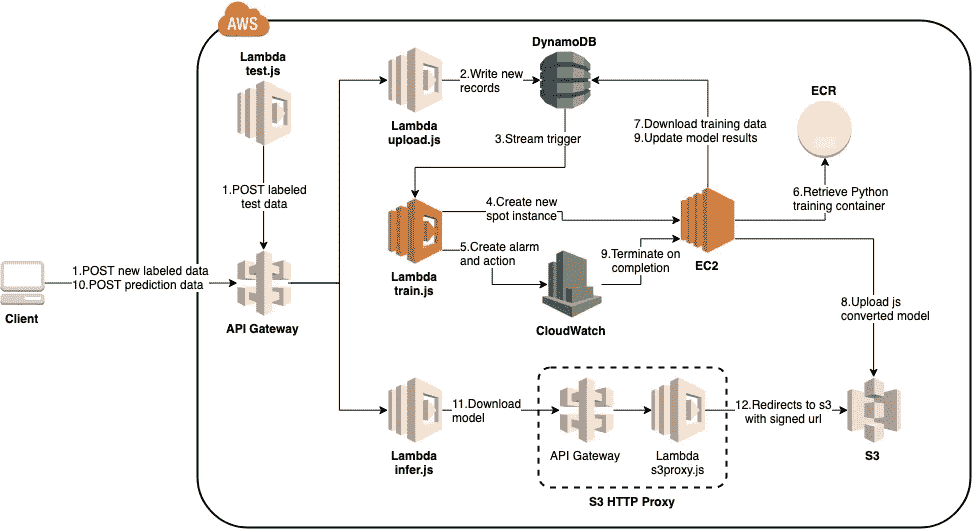 AWS
Lambda
test.js
1.POST labeled
test data
1.POST new labeled data
10.POST prediction data
Client
API Gateway
Lambda
upload.js
2.Write new
records
DynamoDB
3.Stream trigger
7.Download training data
9.Update model results
ECR
6.Retrieve Python
training container
4.Create new
spot instance
5.Create alarm
and action
Lambda
train.js
9.Terminate on
completion
EC2
CloudWatch
8.Upload js
converted model
11.Download
model
Lambda
infer.js
API Gateway
Lambda
s3proxy.js
12.Redirects to s3
with signed url
S3
S3 HTTP Proxy